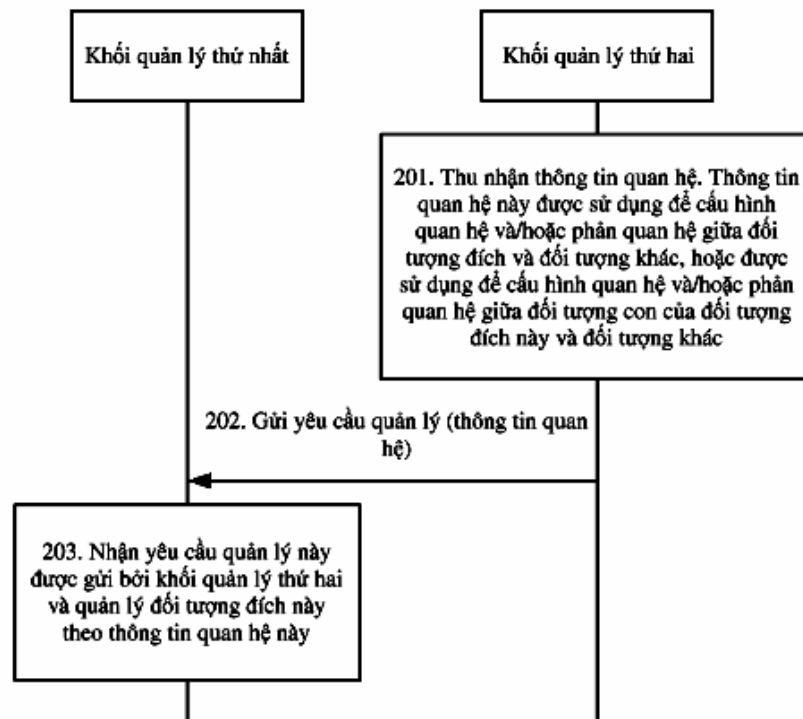 Khối quản lý thứ nhất
Khối quản lý thứ hai
201. Thu nhận thông tin quan hệ. Thông tin
quan hệ này được sử dụng để cấu hình
quan hệ và/hoặc phản quan hệ giữa đối
tượng đích và đối tượng khác, hoặc được
sử dụng để cấu hình quan hệ và/hoặc phản
quan hệ giữa đối tượng con của đối tượng
đích này và đối tượng khác
202. Gửi yêu cầu quản lý (thông tin quan
hệ)
203. Nhận yêu cầu quản lý này
được gửi bởi khối quản lý thứ hai
và quản lý đối tượng đích này
theo thông tin quan hệ này